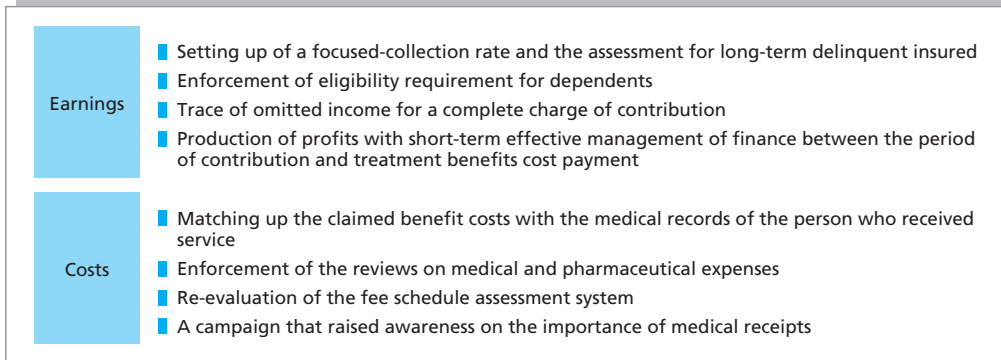 Earnings
Setting up of a focused-collection rate and the assessment for long-term delinquent insured
Enforcement of eligibility requirement for dependents
Trace of omitted income for a complete charge of contribution
Production of profits with short-term effective management of finance between the period
of contribution and treatment benefits cost payment
Costs
Matching up the claimed benefit costs with the medical records of the person who received
service
Enforcement of the reviews on medical and pharmaceutical expenses
Re-evaluation of the fee schedule assessment system
A campaign that raised awareness on the importance of medical receipts